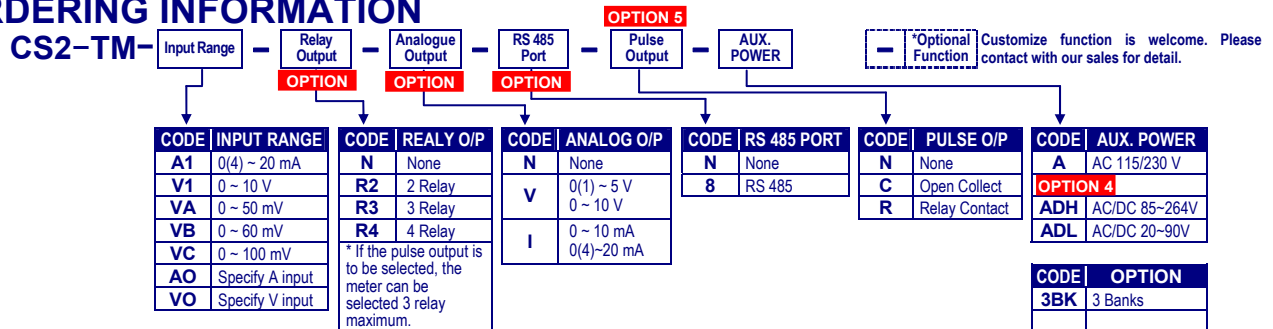 RDERING INFORMATION
OPTION 5
CS2-TM- Input Range - Relay Output - Analogue Output - RS 485 Port - Pulse Output - AUX. POWER
OPTION OPTION OPTION
- *Optional Function
Customize function is welcome. Please
contact with our sales for detail.
CODE INPUT RANGE
A1 0(4) ~ 20 mA
V1 0 ~ 10 V
VA 0 ~ 50 mV
VB 0 ~ 60 mV
VC 0 ~ 100 mV
AO Specify A input
VO Specify V input
CODE REALY O/P
N None
R2 2 Relay
R3 3 Relay
R4 4 Relay
* If the pulse output is
to be selected, the
meter can be
selected 3 relay
maximum.
CODE ANALOG O/P
N None
V 0(1) ~ 5 V
0 ~ 10 V
I 0 ~ 10 mA
0(4)~20 mA
CODE RS 485 PORT
N None
8 RS 485
CODE PULSE O/P
N None
C Open Collect
R Relay Contact
CODE AUX. POWER
A AC 115/230 V
OPTION 4
ADH AC/DC 85~264V
ADL AC/DC 20~90V
CODE OPTION
3BK 3 Banks